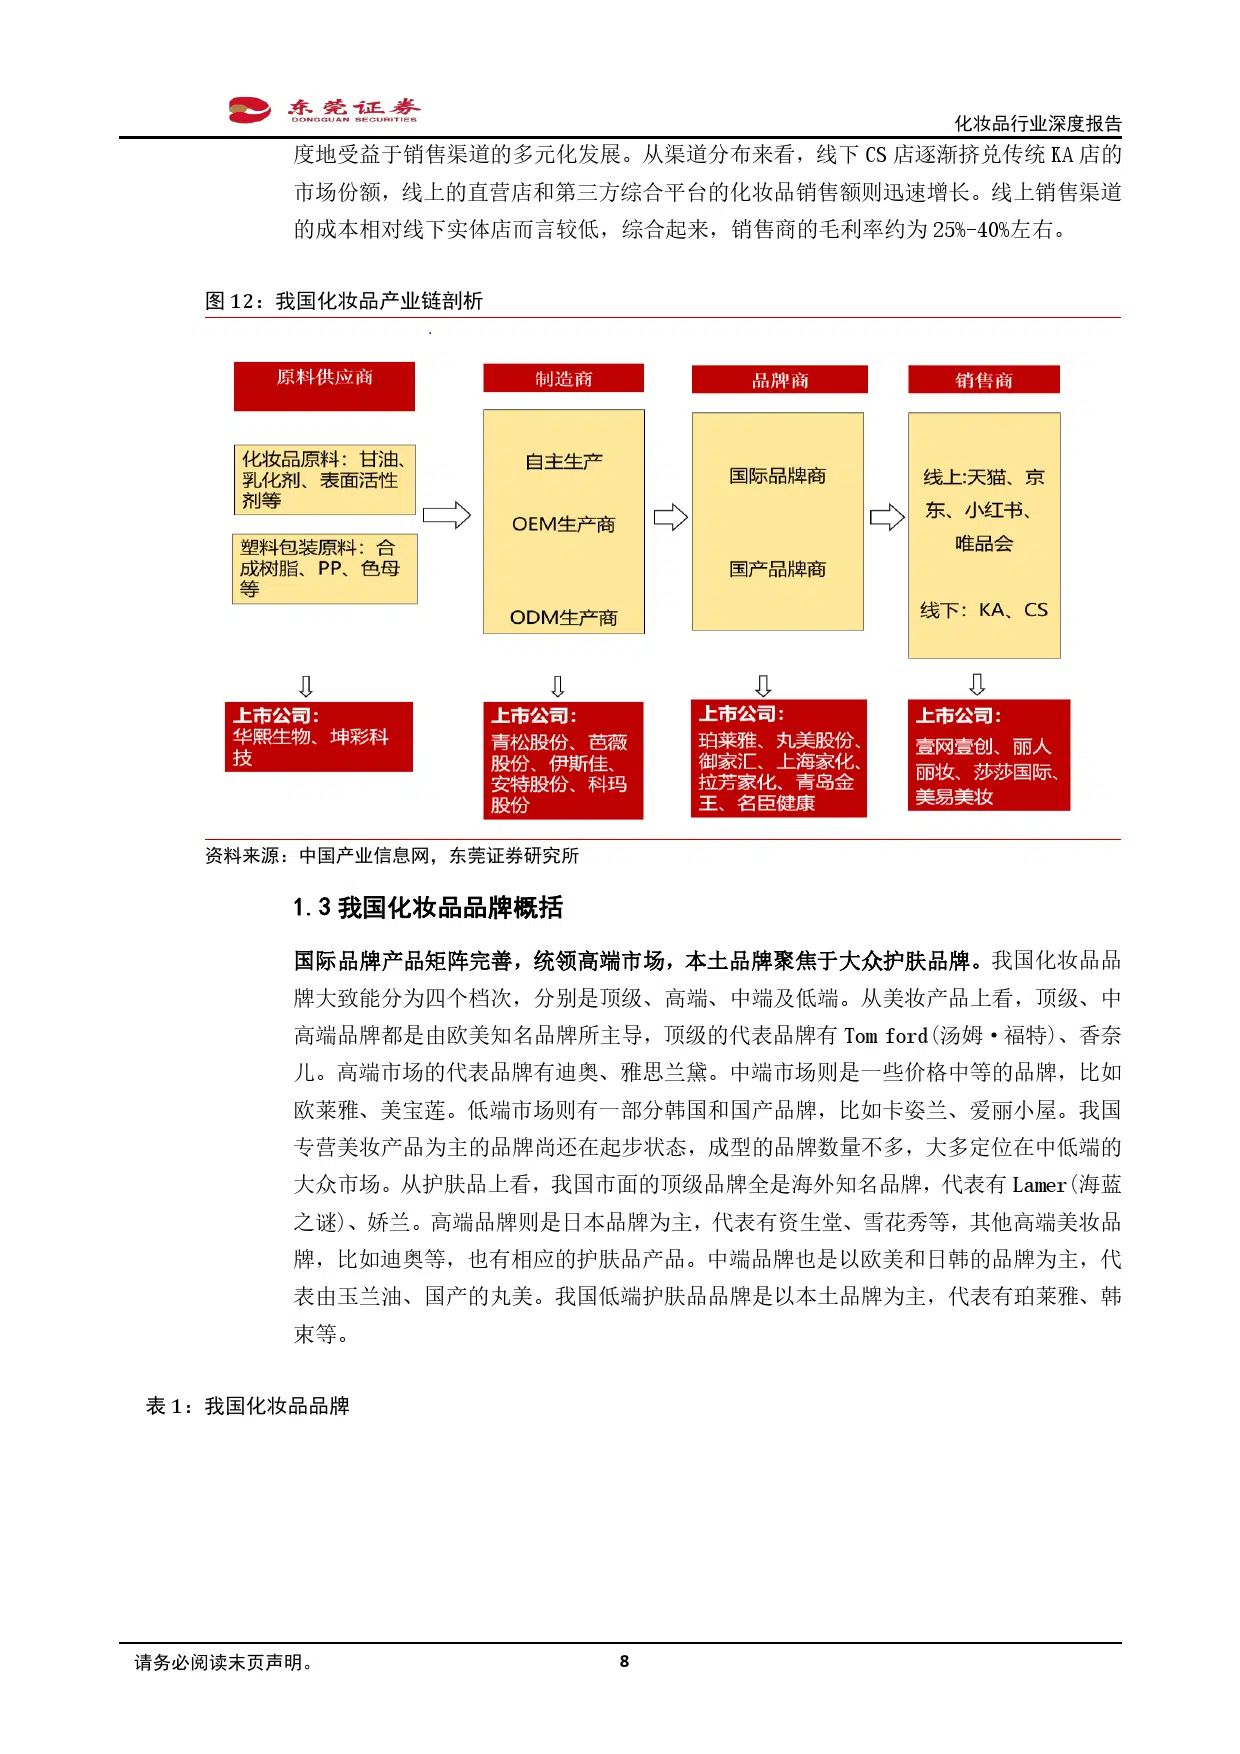 东莞证券
DONGGUAN SECURITIES
化妆品行业深度报告
度地受益于销售渠道的多元化发展。从渠道分布来看，线下 CS 店逐渐挤兑传统 KA 店的
市场份额，线上的直营店和第三方综合平台的化妆品销售额则迅速增长。线上销售渠道
的成本相对线下实体店而言较低，综合起来，销售商的毛利率约为 25%-40%左右。
图 12：我国化妆品产业链剖析
原料供应商
化妆品原料：甘油、
乳化剂、表面活性
剂等
塑料包装原料：合
成树脂、PP、色母
等
上市公司：
华熙生物、坤彩科
技
制造商
自主生产
OEM生产商
ODM生产商
上市公司：
青松股份、芭薇
股份、伊斯佳、
安特股份、科玛
股份
品牌商
国际品牌商
国产品牌商
上市公司：
珀莱雅、丸美股份、
御家汇、上海家化、
拉芳家化、青岛金
王、名臣健康
销售商
线上:天猫、京
东、小红书、
唯品会
线下：KA、CS
上市公司：
壹网壹创、丽人
丽妆、莎莎国际、
美易美妆
资料来源：中国产业信息网，东莞证券研究所
1.3 我国化妆品品牌概括
国际品牌产品矩阵完善，统领高端市场，本土品牌聚焦于大众护肤品牌。我国化妆品品
牌大致能分为四个档次，分别是顶级、高端、中端及低端。从美妆产品上看，顶级、中
高端品牌都是由欧美知名品牌所主导，顶级的代表品牌有 Tom ford(汤姆·福特)、香奈
儿。高端市场的代表品牌有迪奥、雅思兰黛。中端市场则是一些价格中等的品牌，比如
欧莱雅、美宝莲。低端市场则有一部分韩国和国产品牌，比如卡姿兰、爱丽小屋。我国
专营美妆产品为主的品牌尚还在起步状态，成型的品牌数量不多，大多定位在中低端的
大众市场。从护肤品上看，我国市面的顶级品牌全是海外知名品牌，代表有 Lamer(海蓝
之谜)、娇兰。高端品牌则是日本品牌为主，代表有资生堂、雪花秀等，其他高端美妆品
牌，比如迪奥等，也有相应的护肤品产品。中端品牌也是以欧美和日韩的品牌为主，代
表由玉兰油、国产的丸美。我国低端护肤品品牌是以本土品牌为主，代表有珀莱雅、韩
束等。
表 1：我国化妆品品牌
请务必阅读末页声明。
8